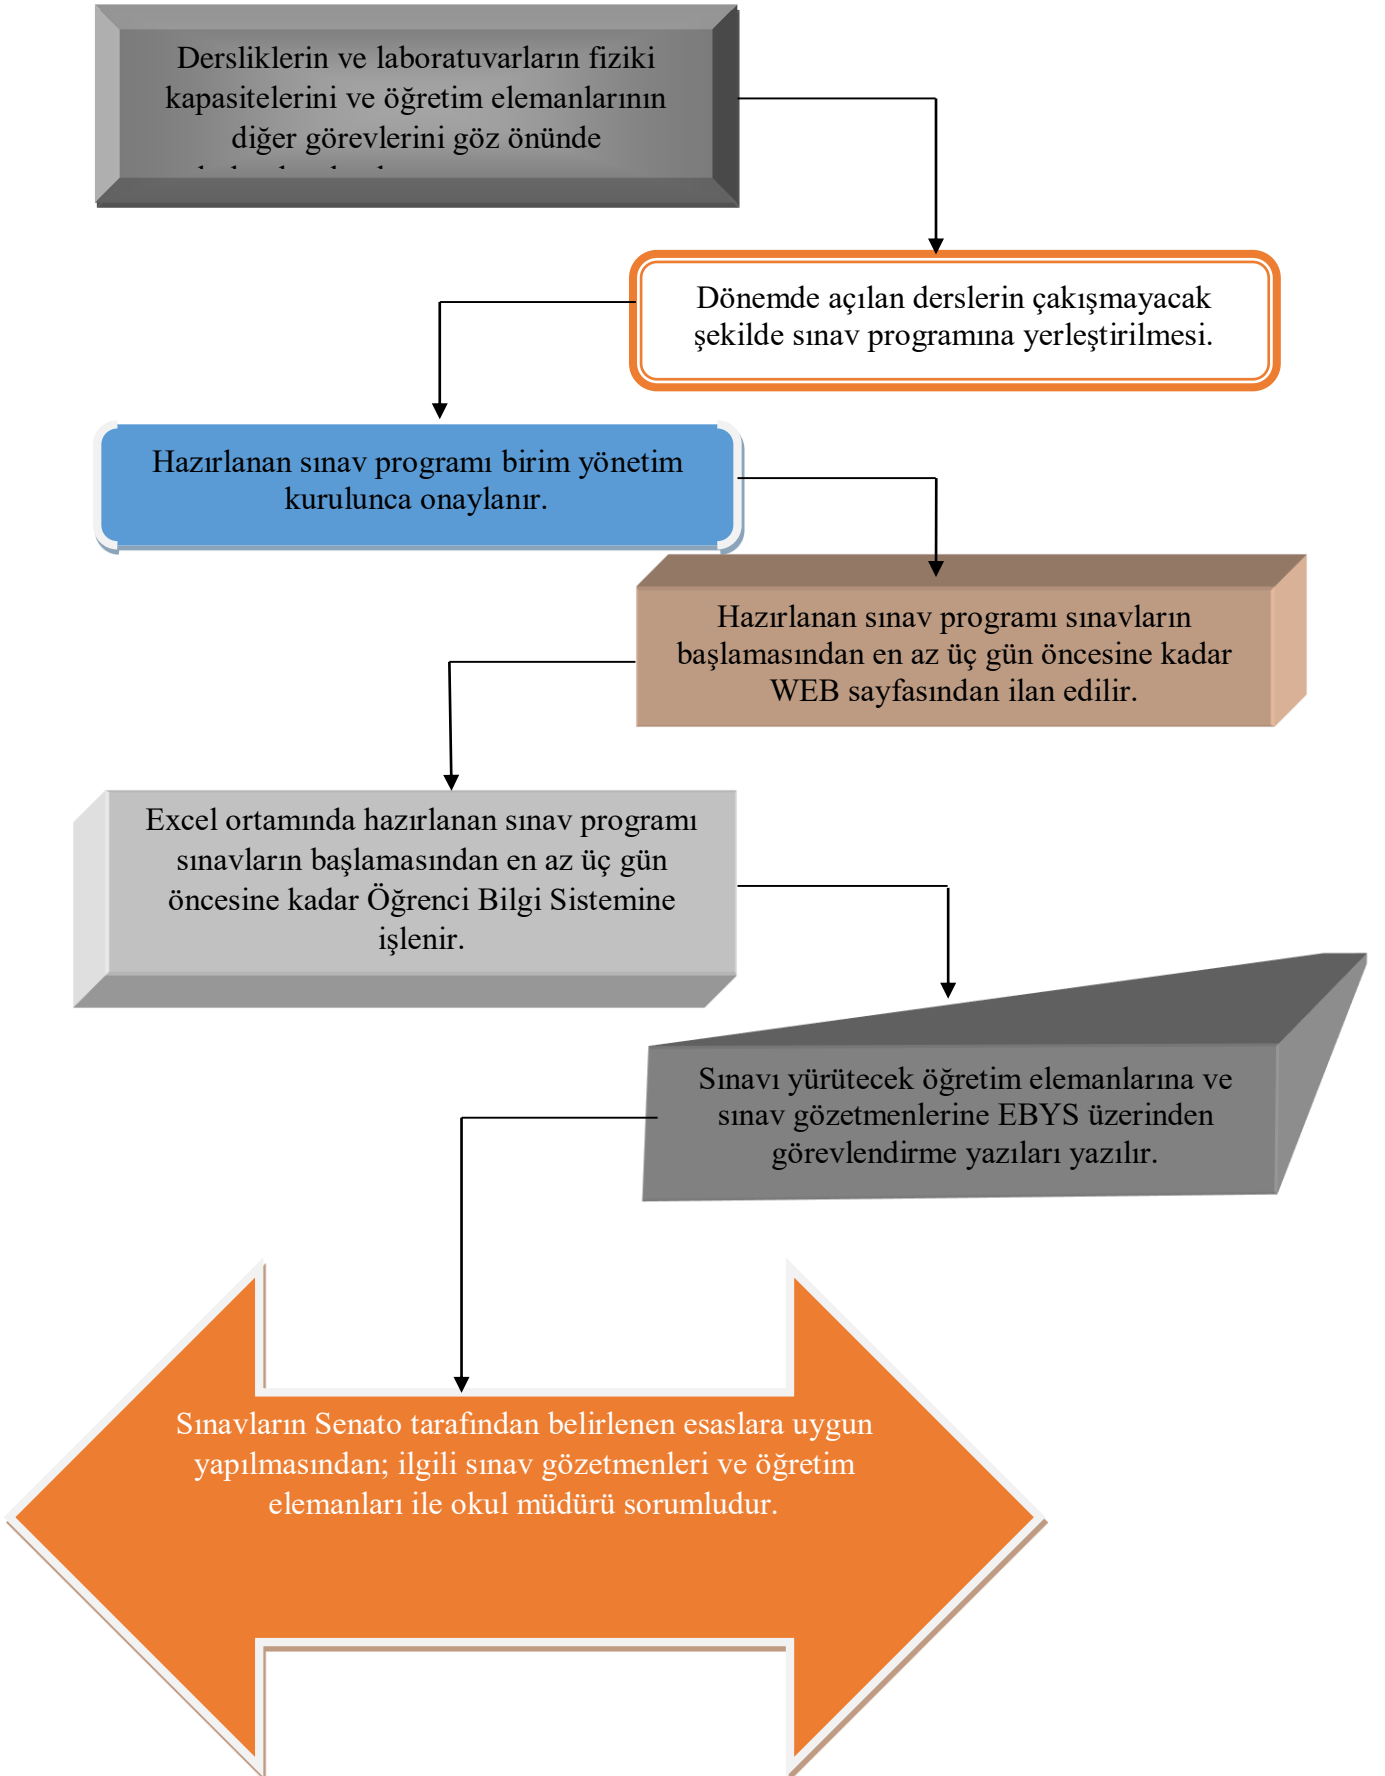 Dersliklerin ve laboratuvarların fiziki
kapasitelerini ve öğretim elemanlarının
diğer görevlerini göz önünde
Dönemde açılan derslerin çakışmayacak
şekilde sınav programına yerleştirilmesi.
Hazırlanan sınav programı birim yönetim
kurulunca onaylanır.
Hazırlanan sınav programı sınavların
başlamasından en az üç gün öncesine kadar
WEB sayfasından ilan edilir.
Excel ortamında hazırlanan sınav programı
sınavların başlamasından en az üç gün
öncesine kadar Öğrenci Bilgi Sistemine
işlenir.
Sınavı yürütecek öğretim elemanlarına ve
sınav gözetmenlerine EBYS üzerinden
görevlendirme yazıları yazılır.
Sınavların Senato tarafından belirlenen esaslara uygun
yapılmasından; ilgili sınav gözetmenleri ve öğretim
elemanları ile okul müdürü sorumludur.